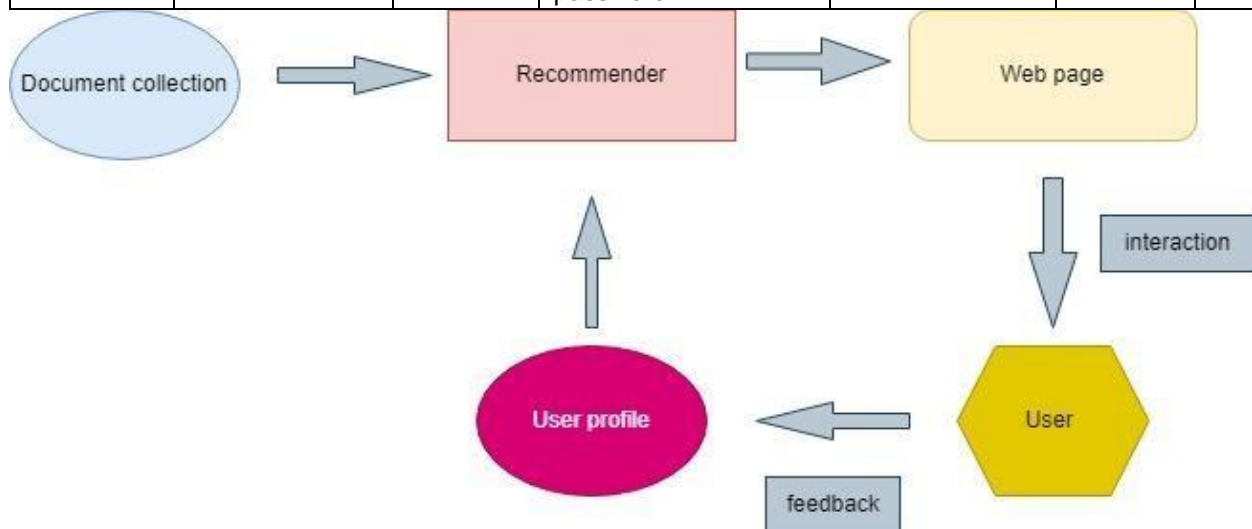 Document collection
Recommender
Web page
interaction
User profile
User
feedback